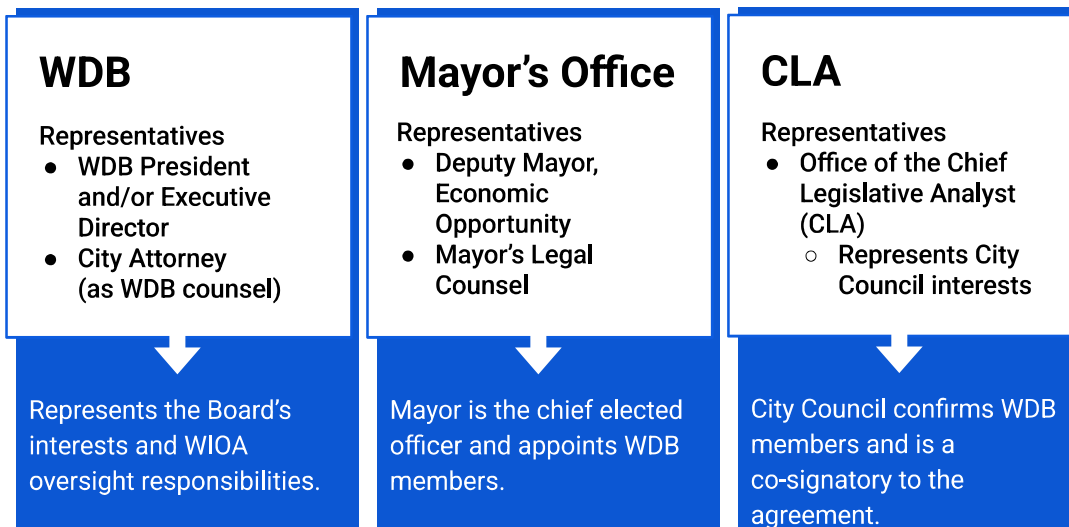 WDB
Representatives
● WDB President
and/or Executive
Director
● City Attorney
(as WDB counsel)
Represents the Board’s
interests and WIOA
oversight responsibilities.
Mayor’s Office
Representatives
● Deputy Mayor,
Economic
Opportunity
● Mayor’s Legal
Counsel
Mayor is the chief elected
officer and appoints WDB
members.
CLA
Representatives
● Office of the Chief
Legislative Analyst
(CLA)
○ Represents City
Council interests
City Council confirms WDB
members and is a
co-signatory to the
agreement.